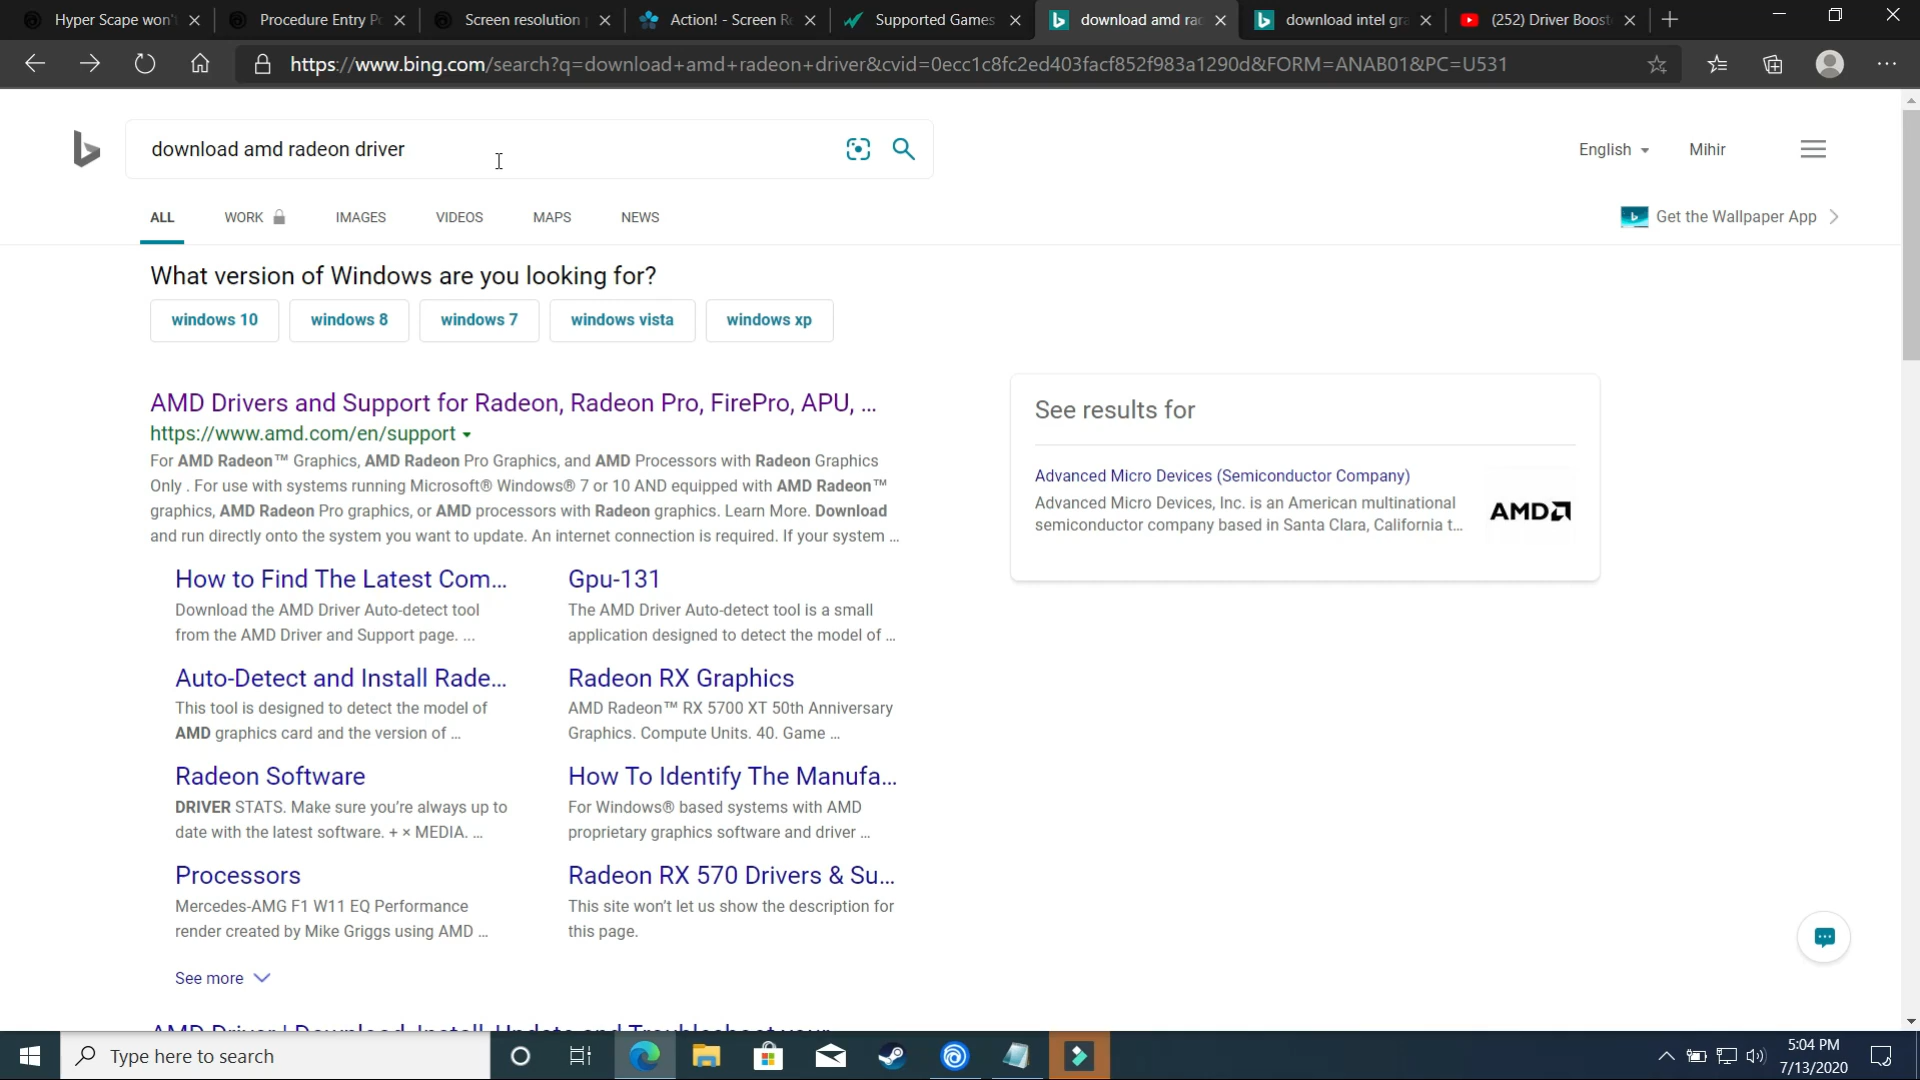 Hyper Scape won'
Procedure Entry P
Screen resolution
Action! - Screen R
Supported Games
download amd rad
download intel gra
(252) Driver Boost
https://www.bing.com/search?q=download+amd+radeon+driver&cvid=0ecc1c8fc2ed403facf852f983a1290d&FORM=ANAB01&PC=U531
download amd radeon driver
English
Mihir
ALL
WORK
IMAGES
VIDEOS
MAPS
NEWS
Get the Wallpaper App
What version of Windows are you looking for?
windows 10
windows 8
windows 7
windows vista
windows xp
AMD Drivers and Support for Radeon, Radeon Pro, FirePro, APU, ...
https://www.amd.com/en/support
For AMD Radeon™ Graphics, AMD Radeon Pro Graphics, and AMD Processors with Radeon Graphics
Only . For use with systems running Microsoft® Windows® 7 or 10 AND equipped with AMD Radeon™
graphics, AMD Radeon Pro graphics, or AMD processors with Radeon graphics. Learn More. Download
and run directly onto the system you want to update. An internet connection is required. If your system ...
How to Find The Latest Com...
Download the AMD Driver Auto-detect tool
from the AMD Driver and Support page. ...
Gpu-131
The AMD Driver Auto-detect tool is a small
application designed to detect the model of ...
Auto-Detect and Install Rade...
This tool is designed to detect the model of
AMD graphics card and the version of ...
Radeon RX Graphics
AMD Radeon™ RX 5700 XT 50th Anniversary
Graphics. Compute Units. 40. Game ...
Radeon Software
DRIVER STATS. Make sure you're always up to
date with the latest software. + × MEDIA. ...
How To Identify The Manufa...
For Windows® based systems with AMD
proprietary graphics software and driver ...
Processors
Mercedes-AMG F1 W11 EQ Performance
render created by Mike Griggs using AMD ...
Radeon RX 570 Drivers & Su...
This site won't let us show the description for
this page.
See more
AMD Driver | Download, Install, Update and Troubleshoot your
See results for
Advanced Micro Devices (Semiconductor Company)
Advanced Micro Devices, Inc. is an American multinational
semiconductor company based in Santa Clara, California t...
AMD
Type here to search
5:04 PM
7/13/2020